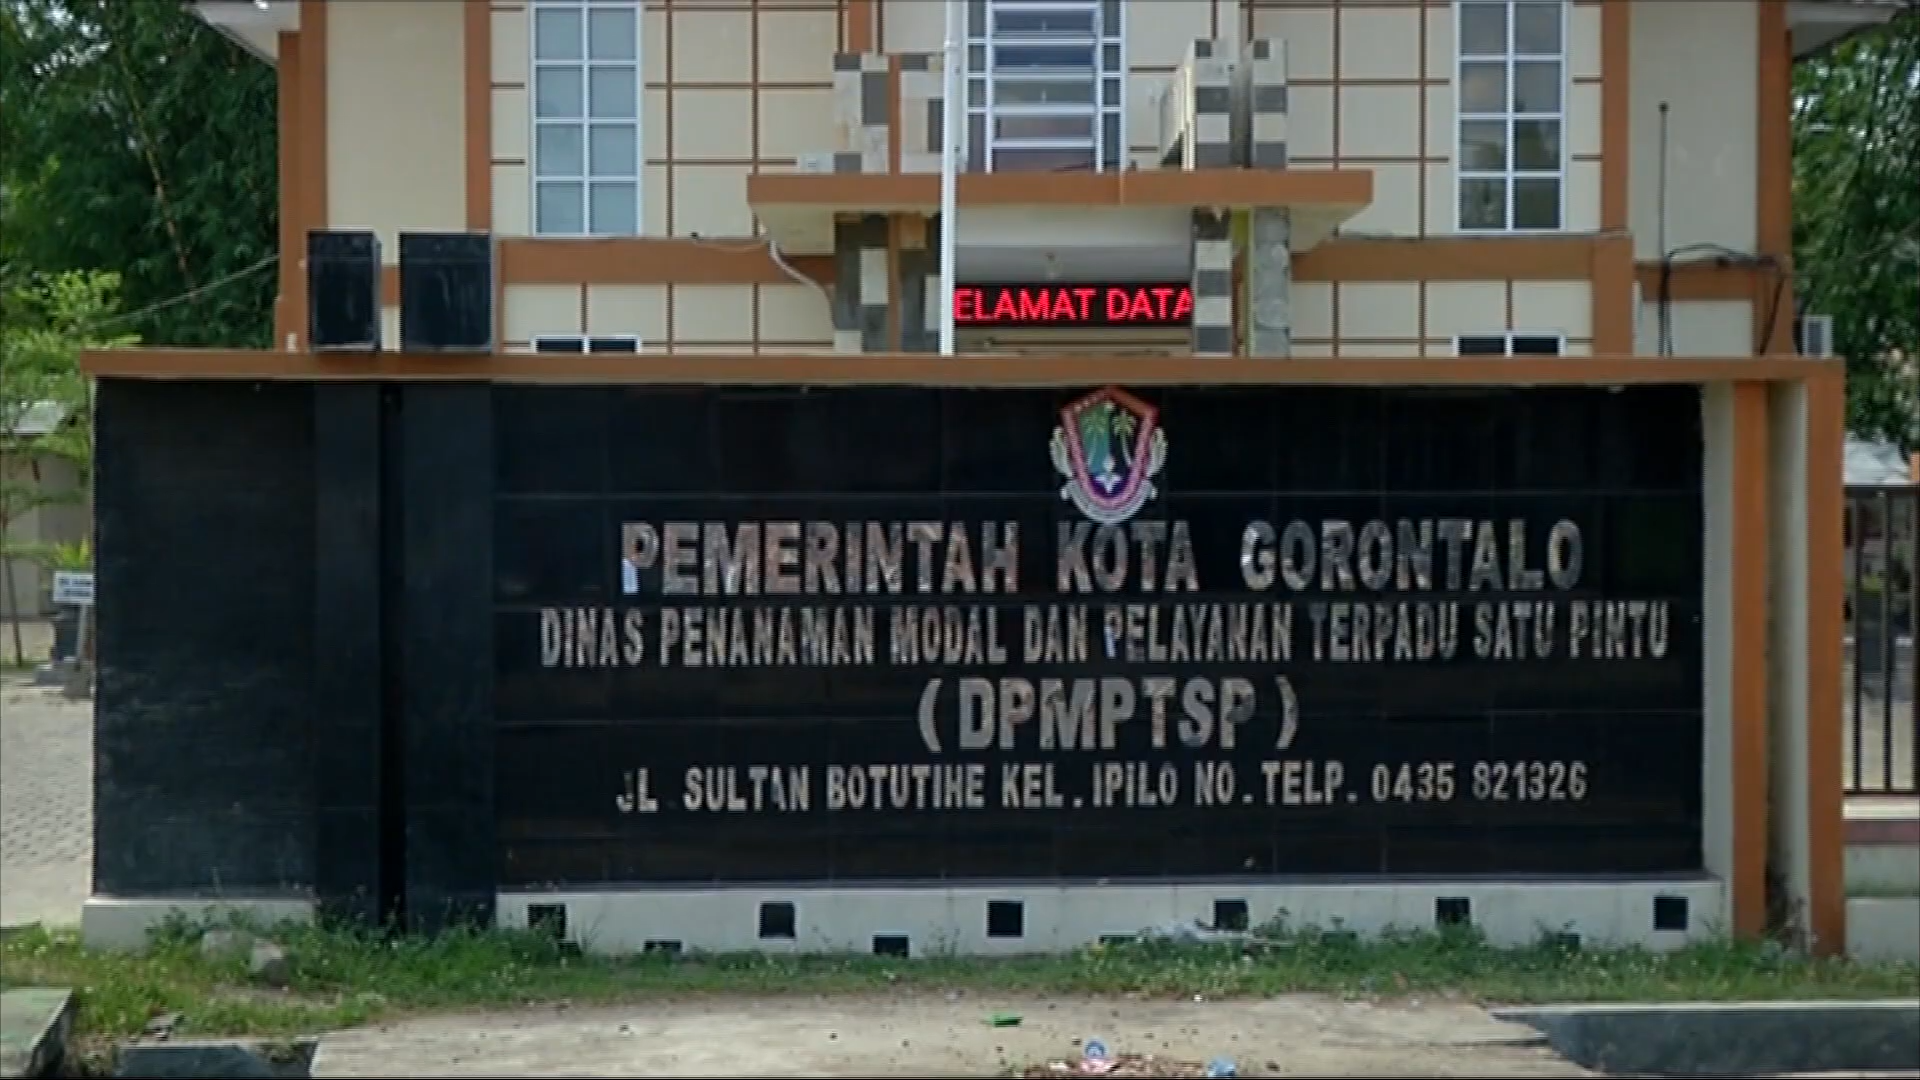 ELAMAT DATA
PEMERINTAH KOTA GORONTALO
DINAS PENANAMAN MODAL DAN PELAYANAN TERPADU SATU PINTU
( DPMPTSP )
JL. SULTAN BOTUTIHE KEL. IPILO NO. TELP. 0435 821326